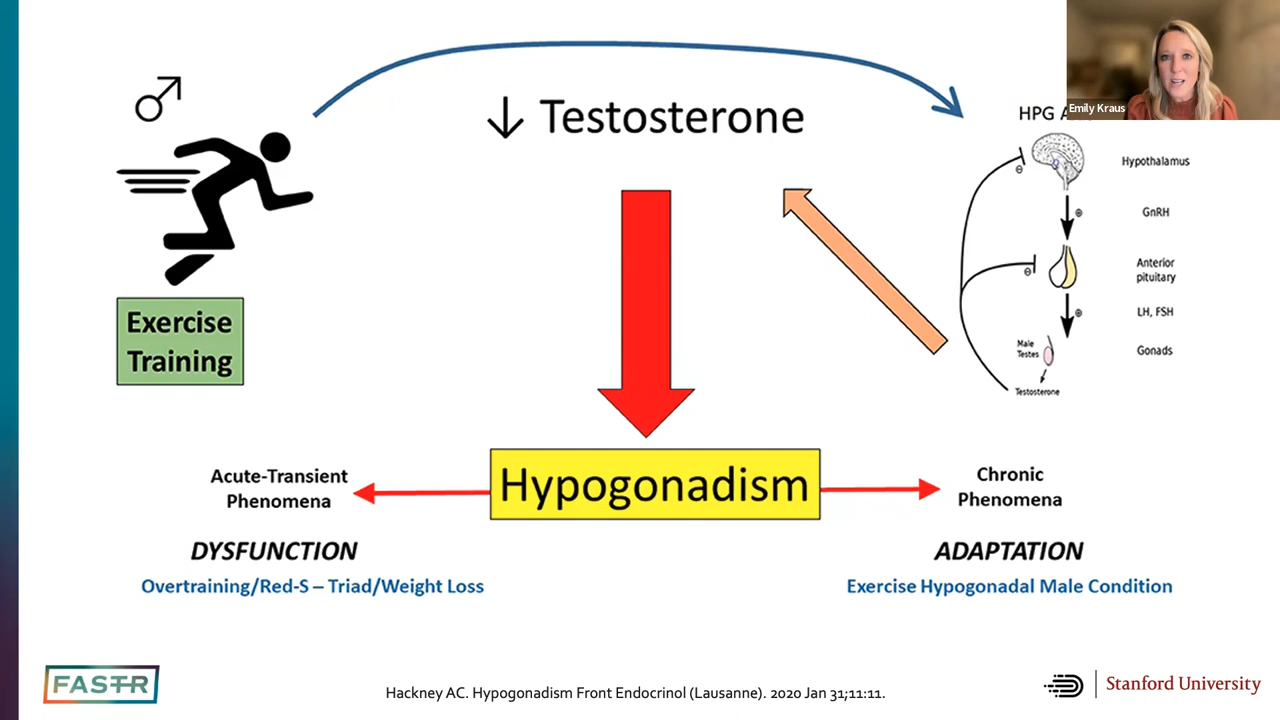 Emily Kraus
↓ Testosterone
HPG
Hypothalamus
GnRH
Anterior
pituitary
LH, FSH
Male
Testes
Gonads
Testosterone
Exercise
Training
Hypogonadism
Acute-Transient
Phenomena
Chronic
Phenomena
DYSFUNCTION
ADAPTATION
Overtraining/Red-S – Triad/Weight Loss
Exercise Hypogonadal Male Condition
FASTR
Hackney AC. Hypogonadism Front Endocrinol (Lausanne). 2020 Jan 31;11:11.
Stanford University